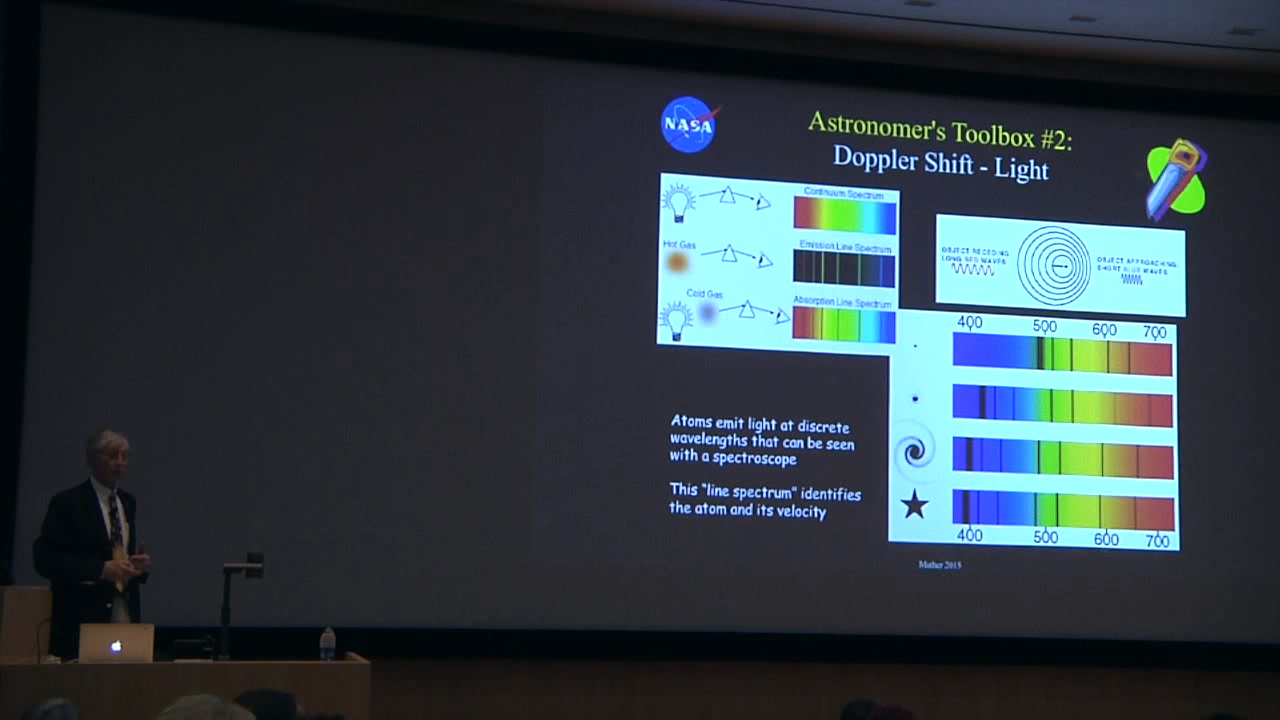 NASA
Astronomer's Toolbox #2:
Doppler Shift - Light
Continuum Spectrum
Hot Gas
Emission Line Spectrum
Cold Gas
Absorption Line Spectrum
OBJECT RECEDING:
LONG RED WAVES
OBJECT APPROACHING:
SHORT BLUE WAVES
400 500 600 700
Atoms emit light at discrete
wavelengths that can be seen
with a spectroscope
This "line spectrum" identifies
the atom and its velocity
400 500 600 700
Mather 2015